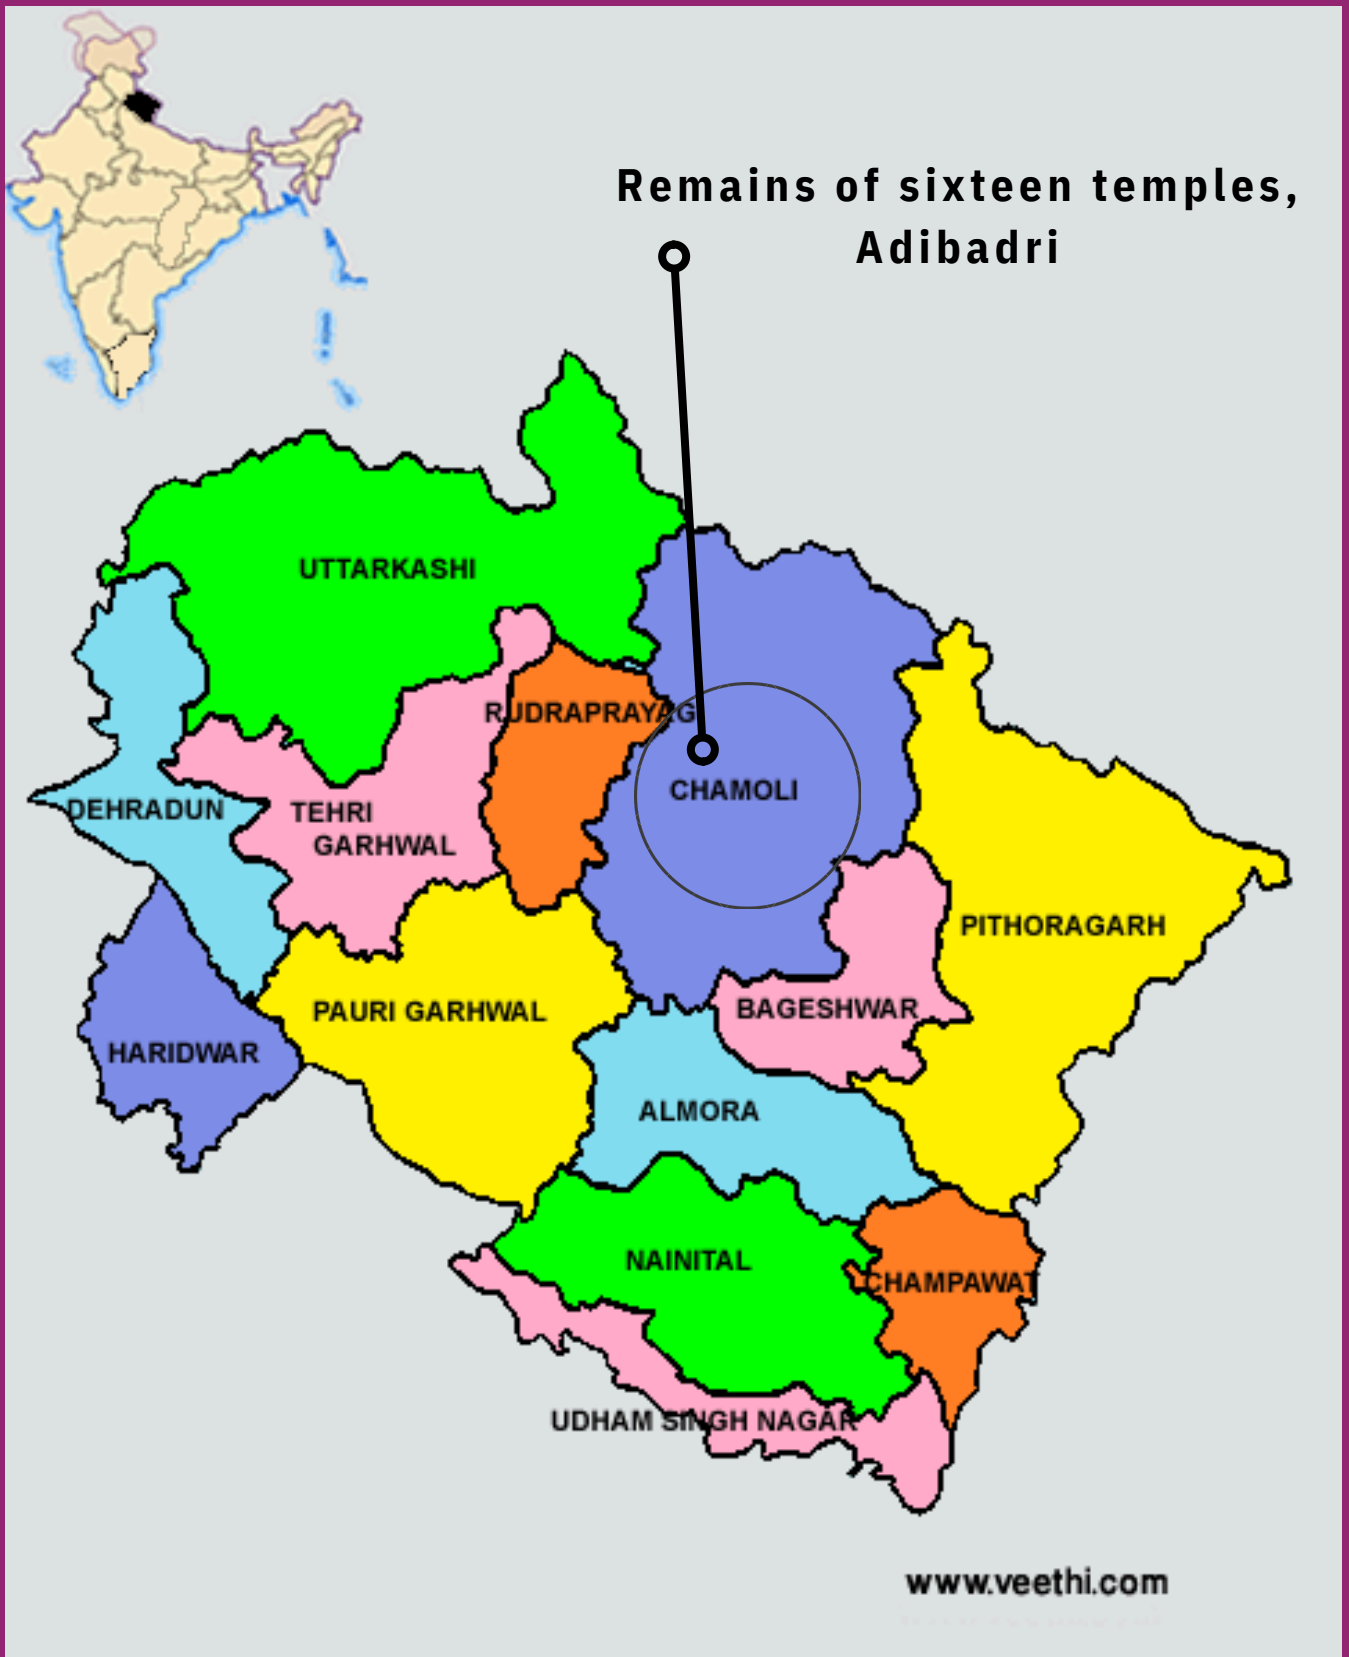 Remains of sixteen temples,
Adibadri
UTTARKASHI
RUDRAPRAYAG
CHAMOLI
DEHRADUN
TEHRI
GARHWAL
PITHORAGARH
PAURI GARHWAL
BAGESHWAR
HARIDWAR
ALMORA
NAINITAL
CHAMPAWAT
UDHAM SINGH NAGAR
www.veethi.com